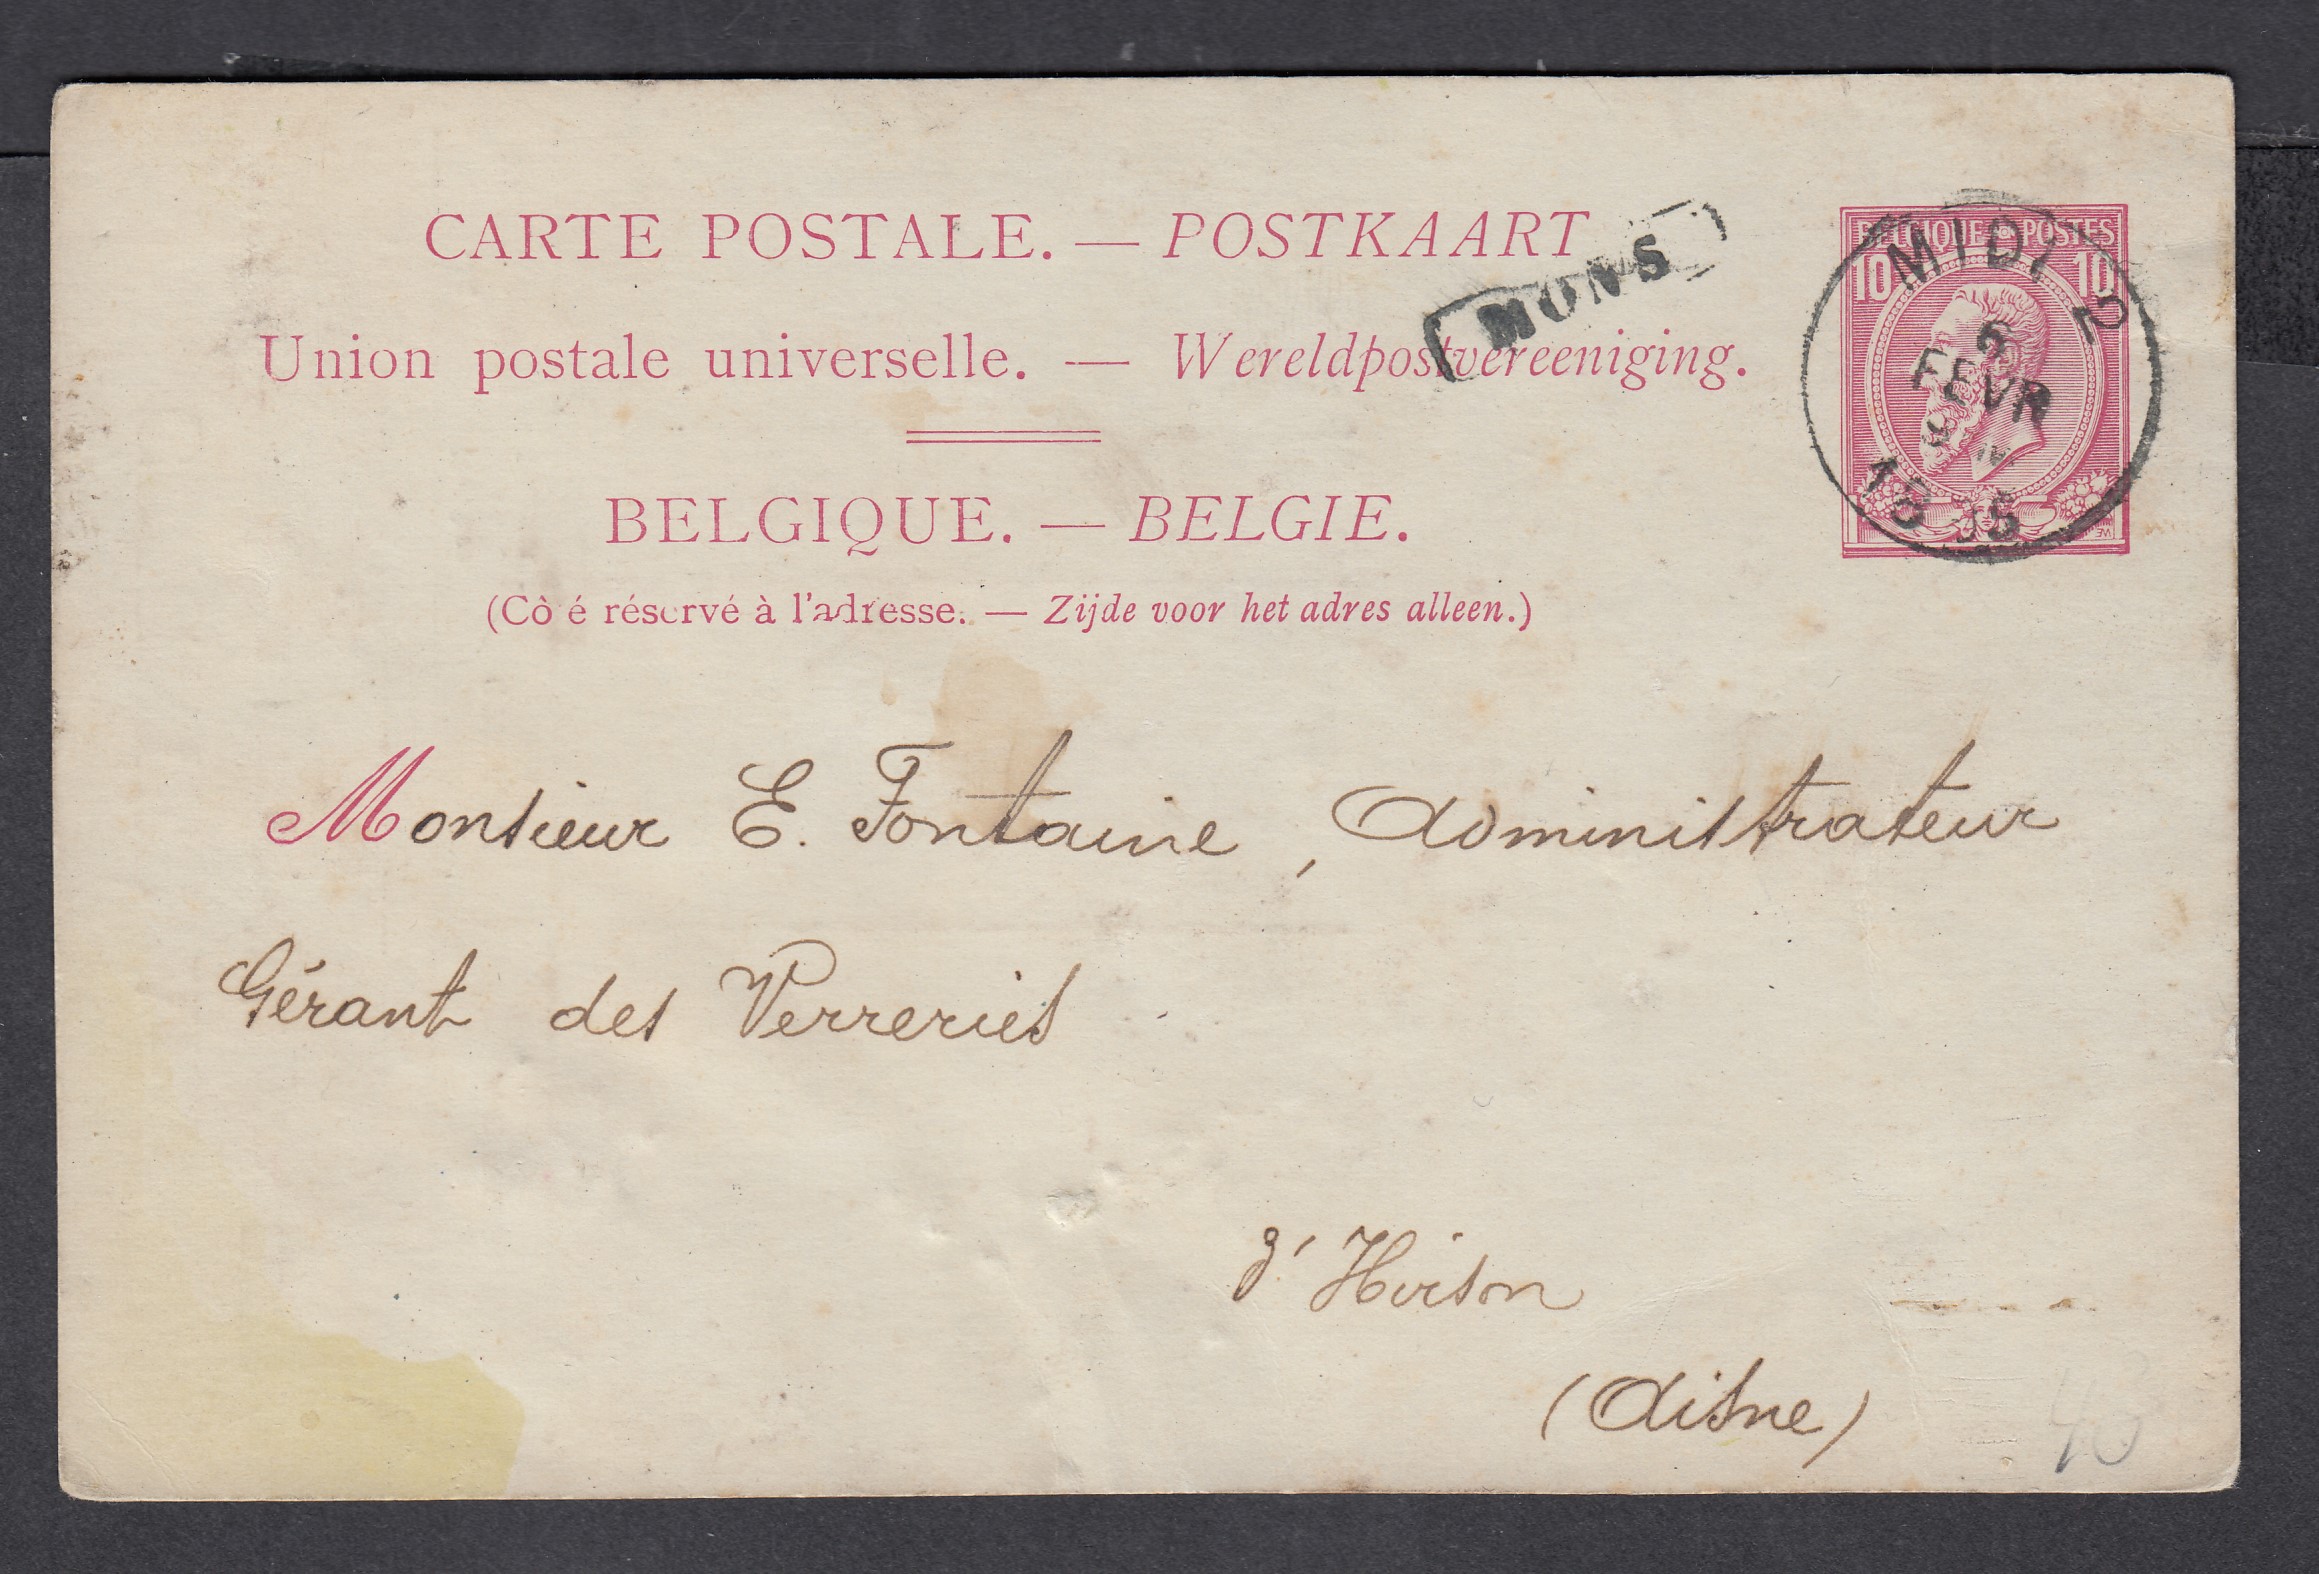 CARTE POSTALE. — POSTKAART
MONS
Union postale universelle. — Wereldpostvereeniging.
BELGIQUE POSTES
10 10
MIDI 2
FEVR
BELGIQUE. — BELGIE.
(Cô é réservé à l'adresse. — Zijde voor het adres alleen.)
Monsieur E. Fontaine, Administrateur
Gérant des Verreries
d'Hirson
(Aisne)